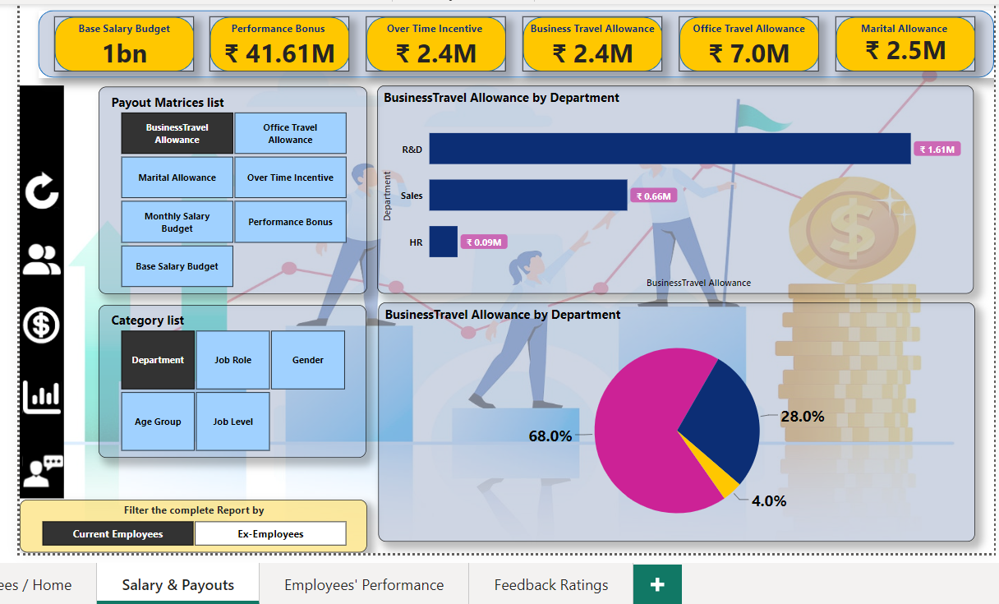 Base Salary Budget
1bn
Performance Bonus
₹ 41.61M
Over Time Incentive
₹ 2.4M
Business Travel Allowance
₹ 2.4M
Office Travel Allowance
₹ 7.0M
Marital Allowance
₹ 2.5M
Payout Matrices list
BusinessTravel
Allowance
Office Travel
Allowance
Marital Allowance
Over Time Incentive
Monthly Salary
Budget
Performance Bonus
Base Salary Budget
BusinessTravel Allowance by Department
Department
R&D
₹ 1.61M
Sales
₹ 0.66M
HR
₹ 0.09M
BusinessTravel Allowance
Category list
Department
Job Role
Gender
Age Group
Job Level
BusinessTravel Allowance by Department
68.0%
28.0%
4.0%
Filter the complete Report by
Current Employees
Ex-Employees
ees / Home
Salary & Payouts
Employees' Performance
Feedback Ratings